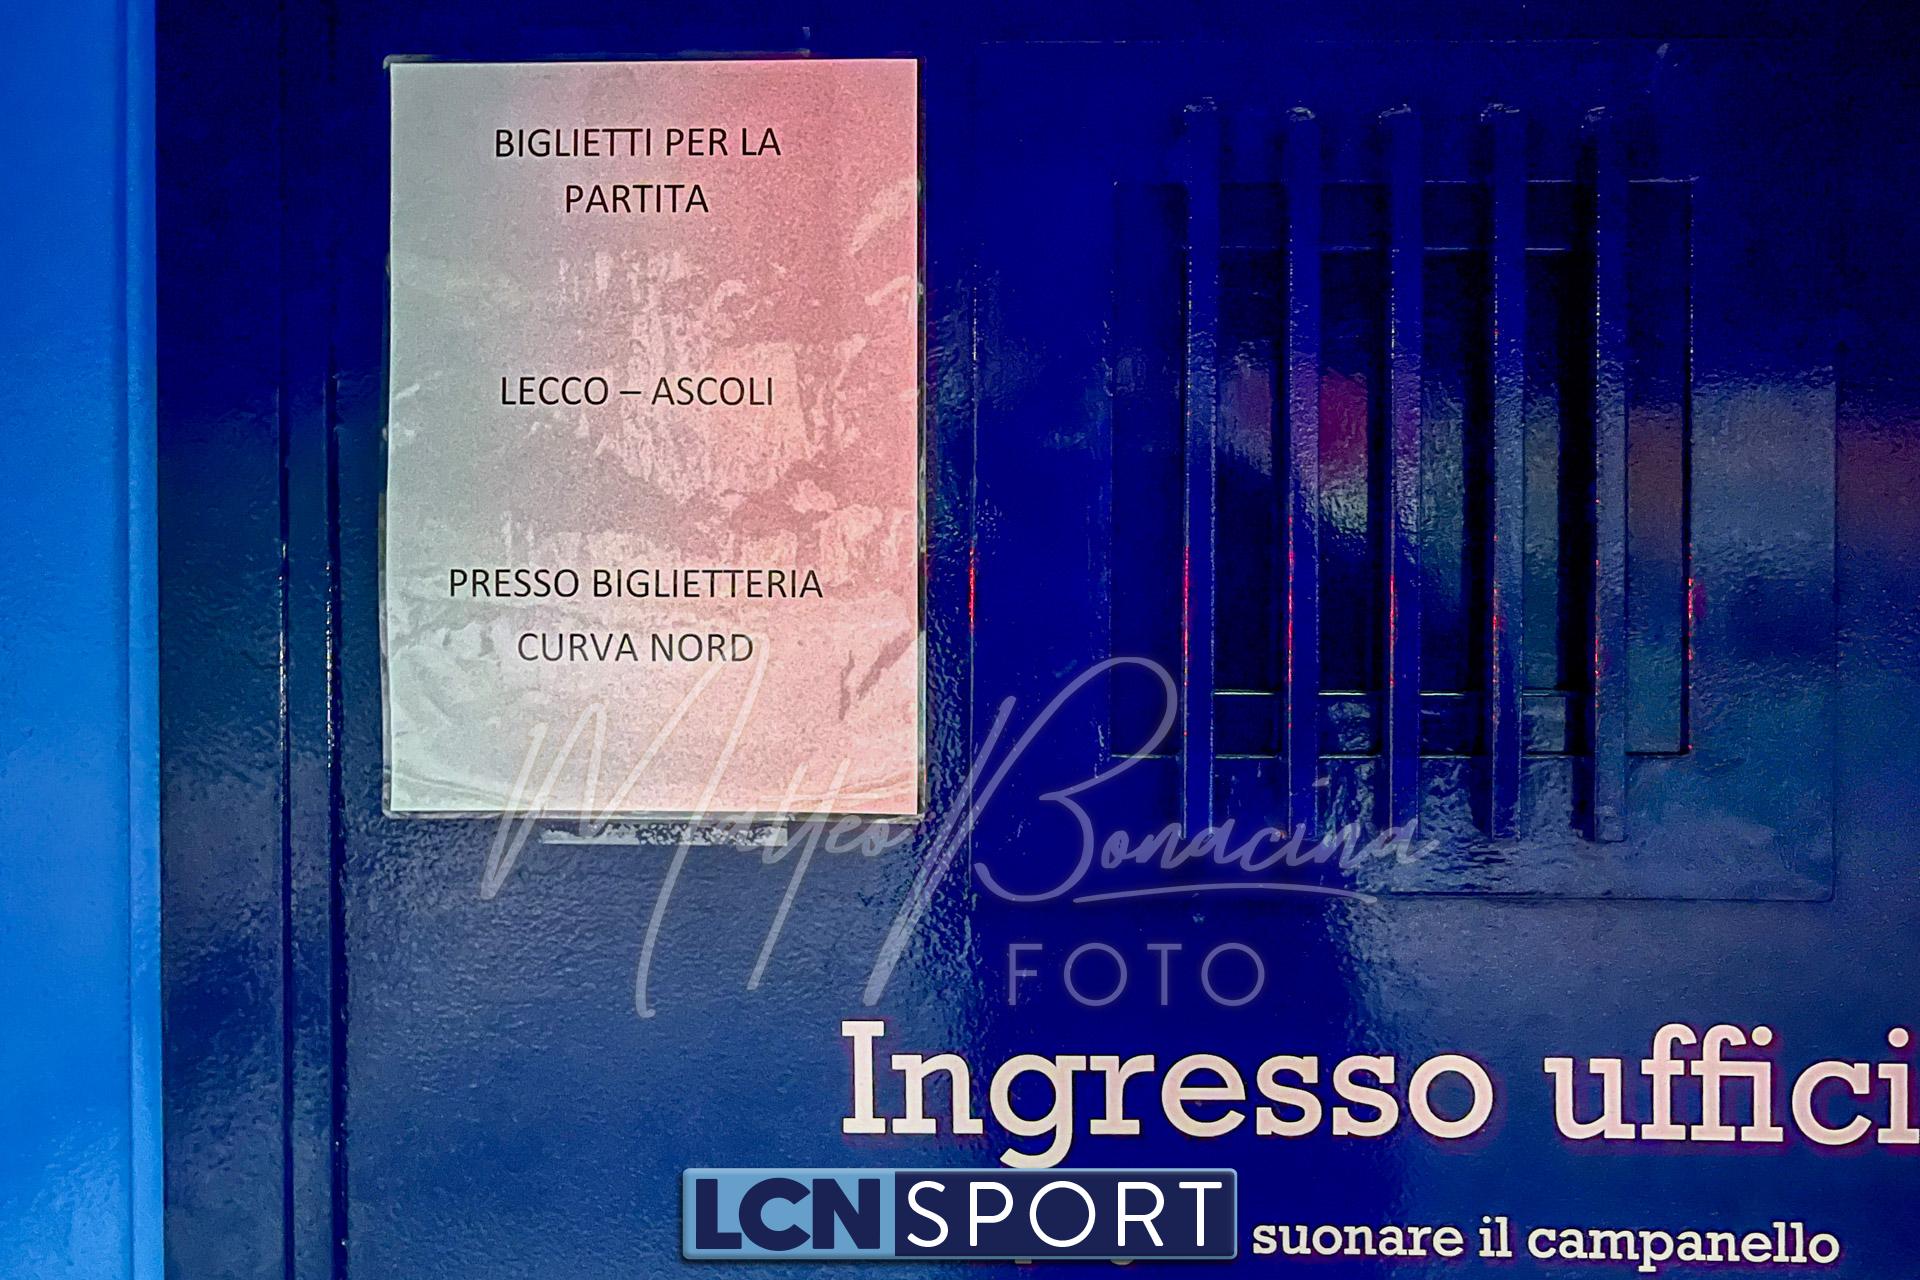 BIGLIETTI PER LA
PARTITA
LECCO – ASCOLI
PRESSO BIGLIETTERIA
CURVA NORD
Matteo Bonacina
FOTO
Ingresso uffici
LCN SPORT
suonare il campanello